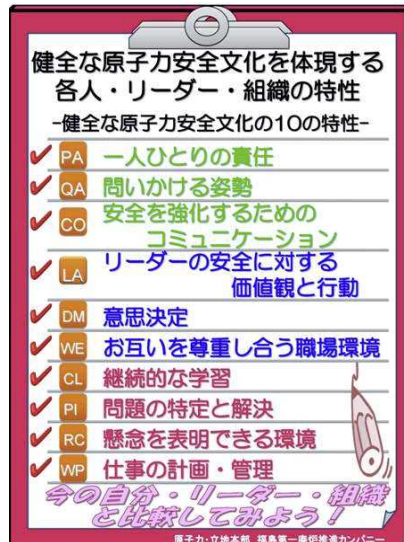 健全な原子力安全文化を体現する
各人・リーダー・組織の特性
-健全な原子力安全文化の10の特性-
PA 一人ひとりの責任
QA 問いかける姿勢
CO 安全を強化するための
コミュニケーション
LA リーダーの安全に対する
価値観と行動
DM 意思決定
WE お互いを尊重し合う職場環境
CL 継続的な学習
PI 問題の特定と解決
RC 懸念を表明できる環境
WP 仕事の計画・管理
今の自分・リーダー・組織
と比較してみよう！
原子力・立地本部 福島第一廃炉推進カンパニー